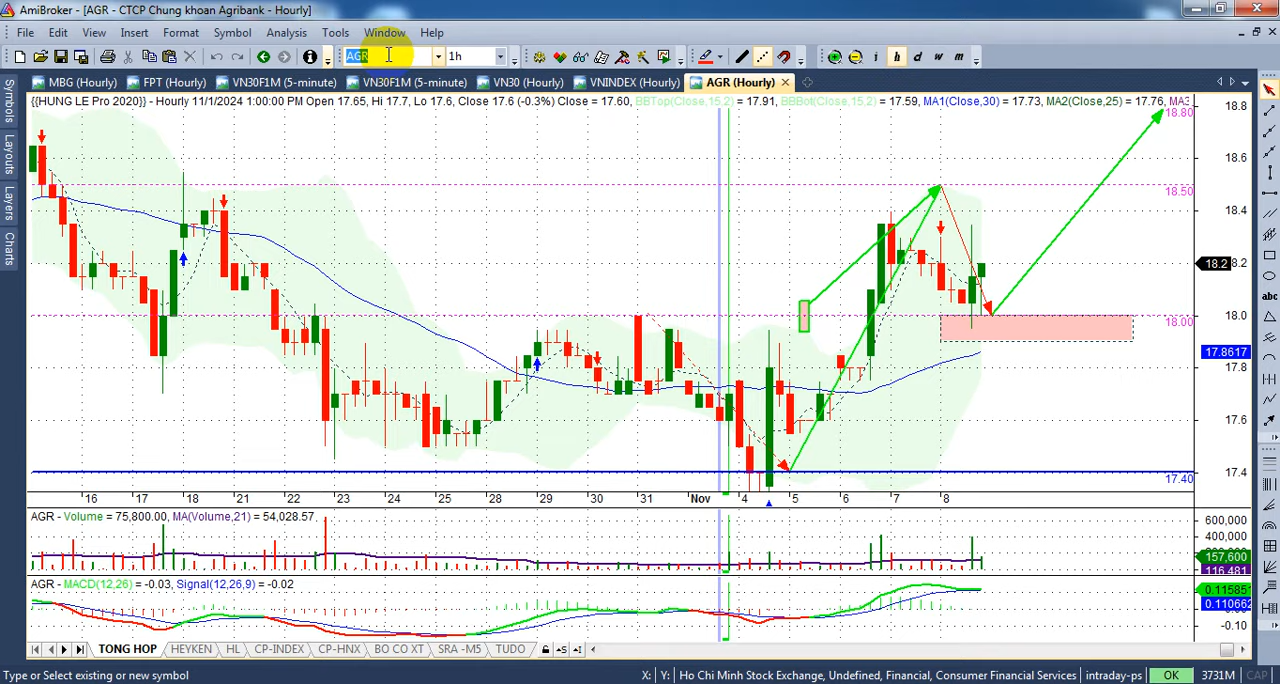 AmiBroker - [AGR - CTCP Chung khoan Agribank - Hourly]
File Edit View Insert Format Symbol Analysis Tools Window Help
AGR 1h i h d w m
MBG (Hourly) FPT (Hourly) VN30F1M (5-minute) VN30F1M (5-minute) VN30 (Hourly) VNINDEX (Hourly) AGR (Hourly)
{{HUNG LE Pro 2020}} - Hourly 11/1/2024 1:00:00 PM Open 17.65, Hi 17.7, Lo 17.6, Close 17.6 (-0.3%) Close = 17.60, BBTop(Close,15,2) = 17.91, BBBot(Close,15,2) = 17.59, MA1(Close,30) = 17.73, MA2(Close,25) = 17.76, MA3
Symbols
Layouts
Layers
Charts
abc
18.8
18.80
18.6
18.50
18.4
18.2
18.0
18.00
17.8617
17.8
17.6
17.4
17.40
16 17 18 21 22 23 24 25 28 29 30 31 Nov 4 5 6 7 8
AGR - Volume = 75,800.00, MA(Volume,21) = 54,028.57
600,000
400,000
157,600
116,481
AGR - MACD(12,26) = -0.03, Signal(12,26,9) = -0.02
0.11585
0.110662
-0.10
TONG HOP HEYKEN HL CP-INDEX CP-HNX BO CO XT SRA -M5 TUDO
Type or Select existing or new symbol X: Y: Ho Chi Minh Stock Exchange, Undefined, Financial, Consumer Financial Services intraday-ps OK 3731M CAP